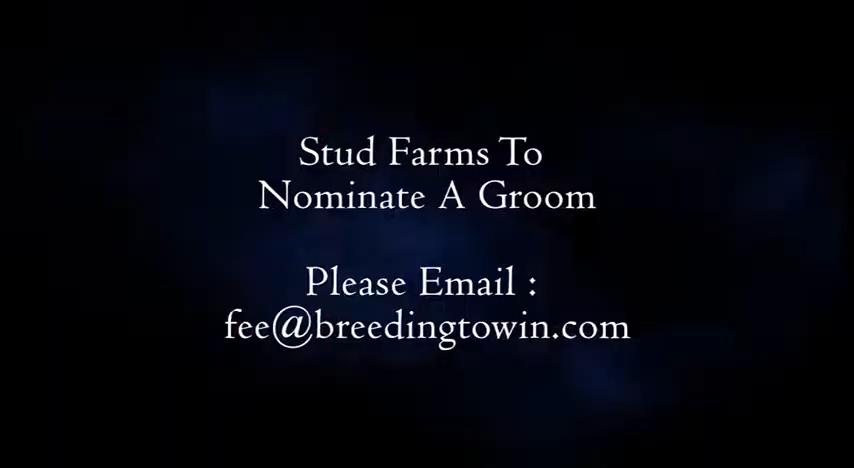 Stud Farms To
Nominate A Groom
Please Email :
fee@breedingtowin.com